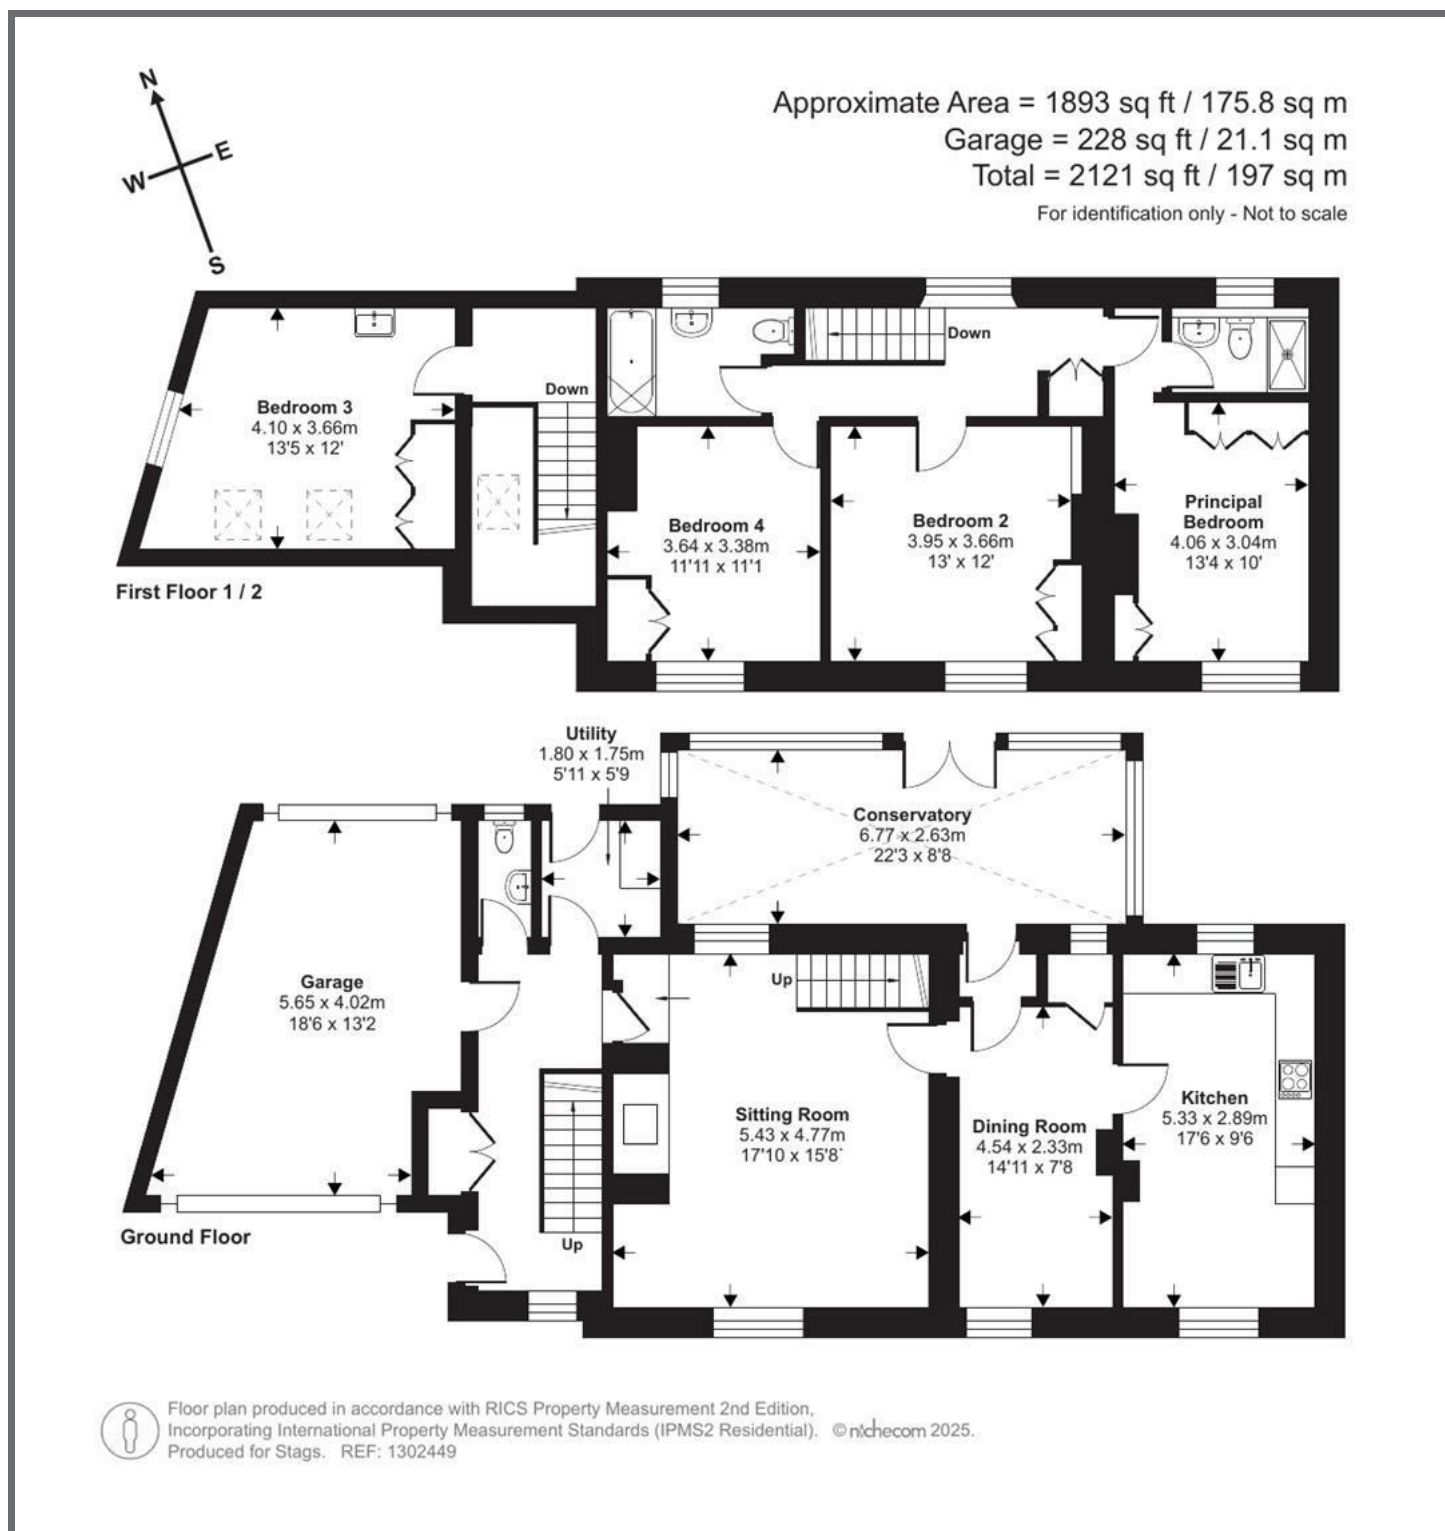 N
E
W
S
Approximate Area = 1893 sq ft / 175.8 sq m
Garage = 228 sq ft / 21.1 sq m
Total = 2121 sq ft / 197 sq m
For identification only - Not to scale
Down
Down
Bedroom 3
4.10 x 3.66m
13'5 x 12'
Bedroom 4
3.64 x 3.38m
11'11 x 11'1
Bedroom 2
3.95 x 3.66m
13' x 12'
Principal
Bedroom
4.06 x 3.04m
13'4 x 10'
First Floor 1 / 2
Utility
1.80 x 1.75m
5'11 x 5'9
Conservatory
6.77 x 2.63m
22'3 x 8'8
Garage
5.65 x 4.02m
18'6 x 13'2
Up
Sitting Room
5.43 x 4.77m
17'10 x 15'8`
Dining Room
4.54 x 2.33m
14'11 x 7'8
Kitchen
5.33 x 2.89m
17'6 x 9'6
Up
Ground Floor
Floor plan produced in accordance with RICS Property Measurement 2nd Edition,
Incorporating International Property Measurement Standards (IPMS2 Residential). © nichecom 2025.
Produced for Stags. REF: 1302449